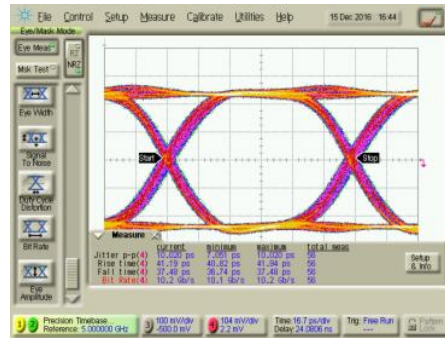 File Control Setup Measure Calibrate Utilities Help 15 Dec 2016 16:44
Eye/Mask Mode
Eye Meas
Msk Test
RZ
NRZ
Eye Width
Signal To Noise
Duty Cycle Distortion
Bit Rate
Eye Amplitude
Start
Stop
Measure
current minimum maximum total meas
Jitter p-p(4) 10.020 ps 7.051 ps 10.020 ps 56
Rise time(4) 41.19 ps 40.82 ps 41.94 ps 56
Fall time(4) 37.48 ps 36.74 ps 37.48 ps 56
Bit Rate(4) 10.2 Gb/s 10.1 Gb/s 10.2 Gb/s 56
Setup & Info
Precision Timebase
Reference: 5.000000 GHz
3) 100 mV/div
-500.0 mV
104 mV/div
2.2 mV
Time:16.7 ps/div
Delay:24.0806 ns
Trig: Free Run
---
Pattern Lock